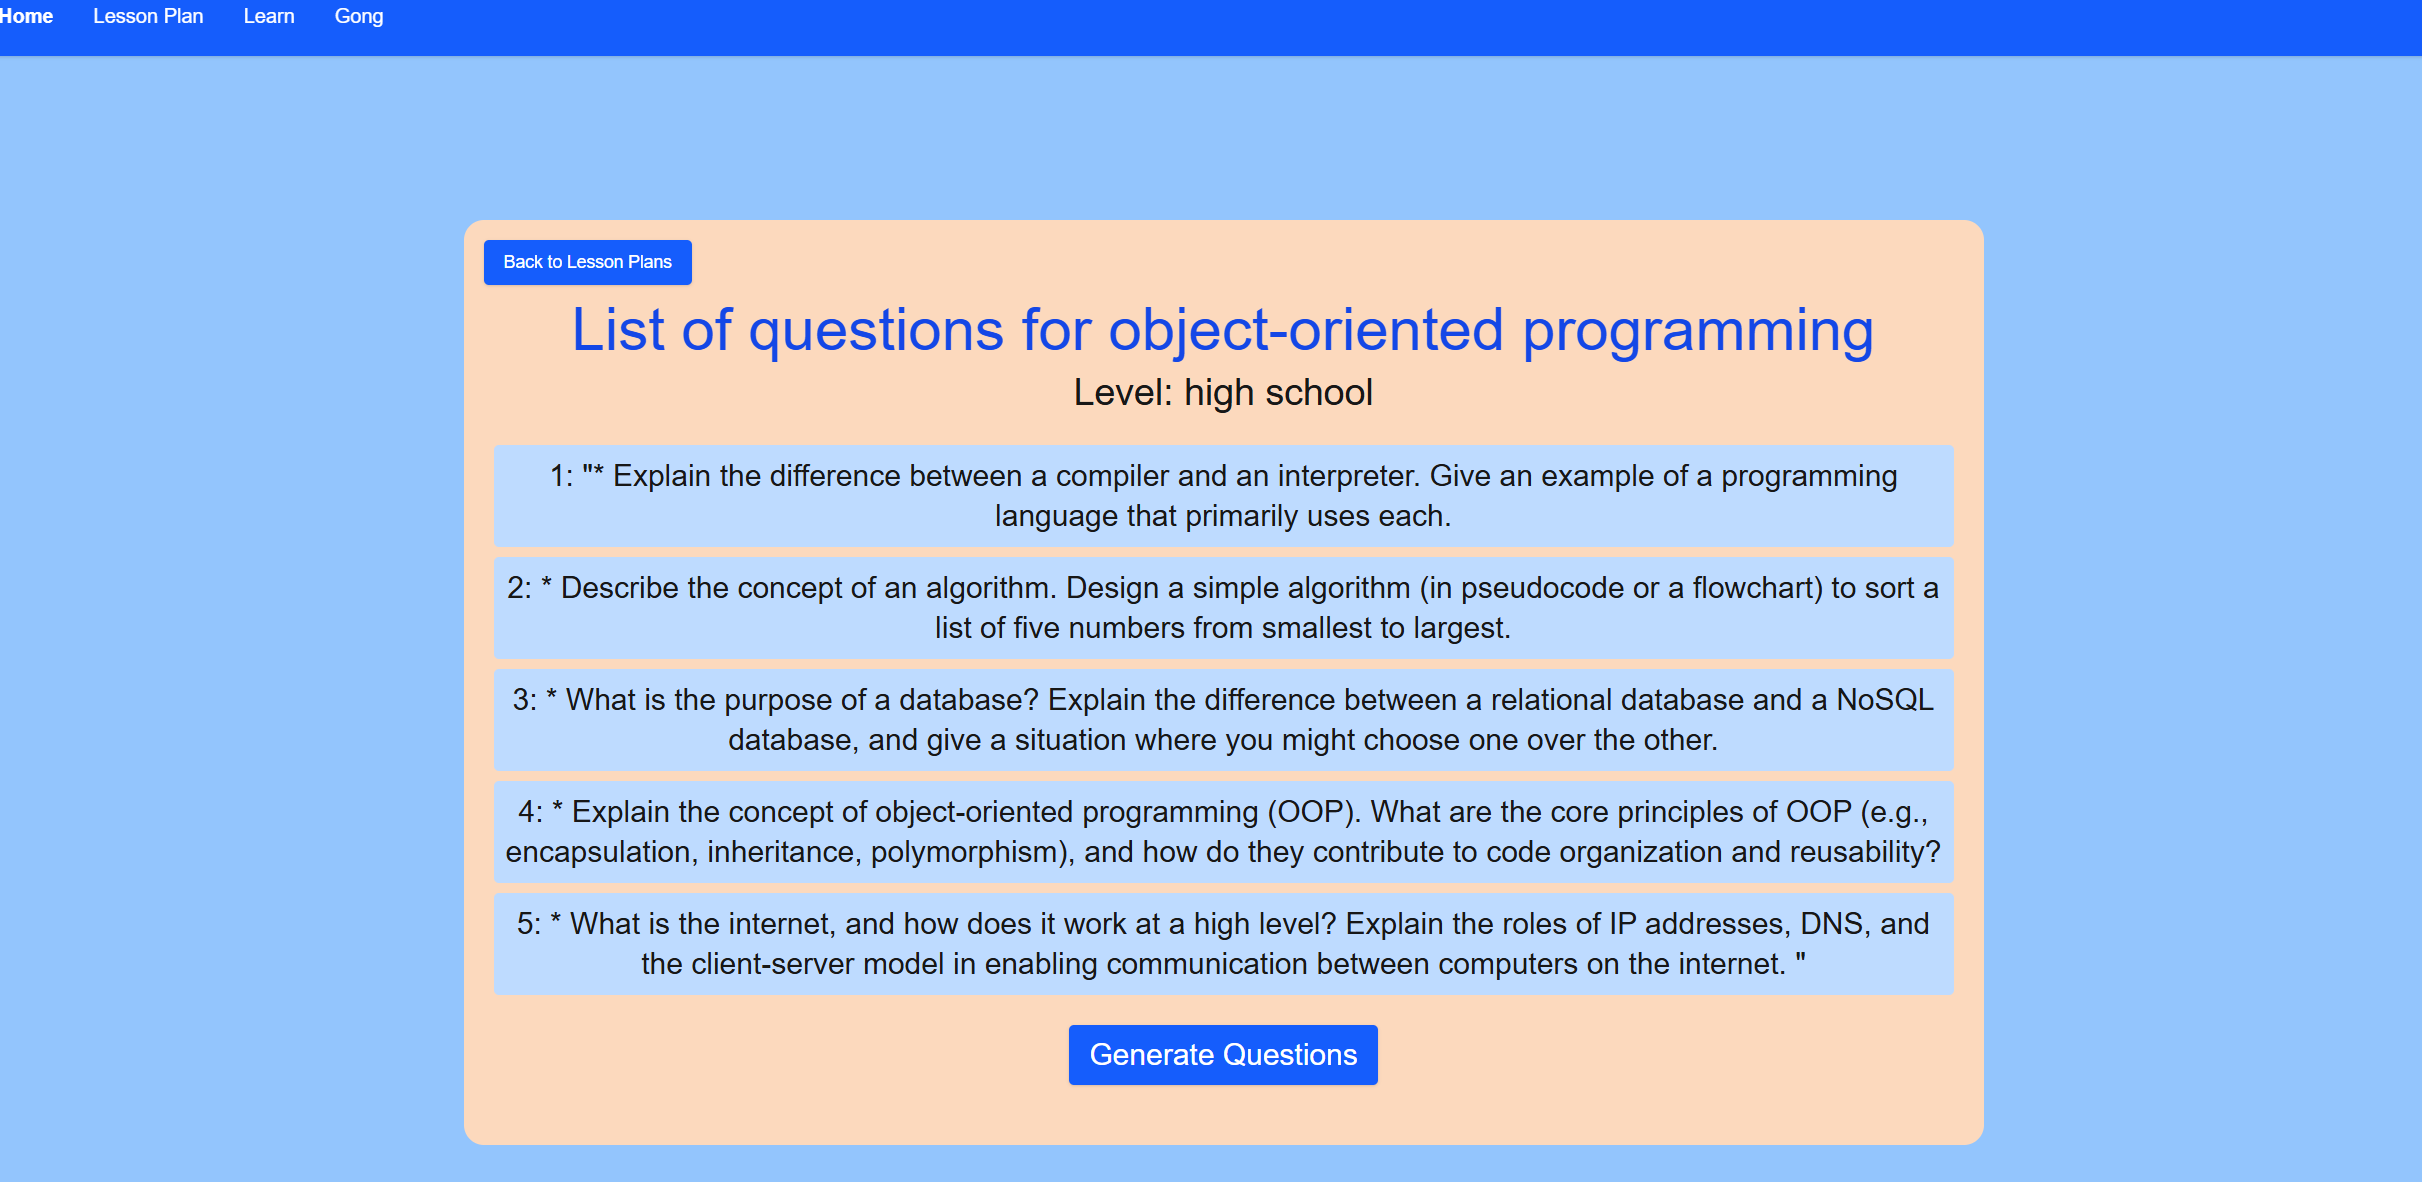 Home Lesson Plan Learn Gong
Back to Lesson Plans
List of questions for object-oriented programming
Level: high school
1: "* Explain the difference between a compiler and an interpreter. Give an example of a programming
language that primarily uses each.
2: * Describe the concept of an algorithm. Design a simple algorithm (in pseudocode or a flowchart) to sort a
list of five numbers from smallest to largest.
3: * What is the purpose of a database? Explain the difference between a relational database and a NoSQL
database, and give a situation where you might choose one over the other.
4: * Explain the concept of object-oriented programming (OOP). What are the core principles of OOP (e.g.,
encapsulation, inheritance, polymorphism), and how do they contribute to code organization and reusability?
5: * What is the internet, and how does it work at a high level? Explain the roles of IP addresses, DNS, and
the client-server model in enabling communication between computers on the internet. "
Generate Questions